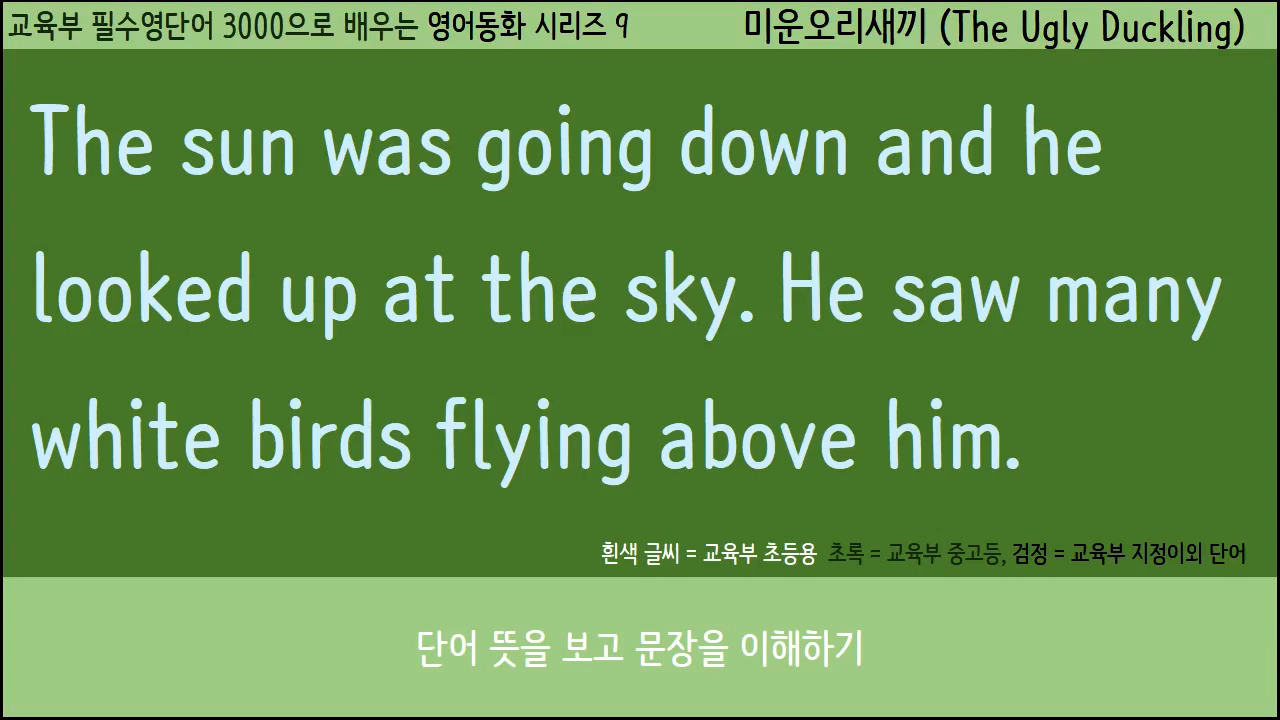 교육부 필수영단어 3000으로 배우는 영어동화 시리즈 9 미운오리새끼 (The Ugly Duckling)
The sun was going down and he
looked up at the sky. He saw many
white birds flying above him.
흰색 글씨 = 교육부 초등용 초록 = 교육부 중고등, 검정 = 교육부 지정이외 단어
단어 뜻을 보고 문장을 이해하기